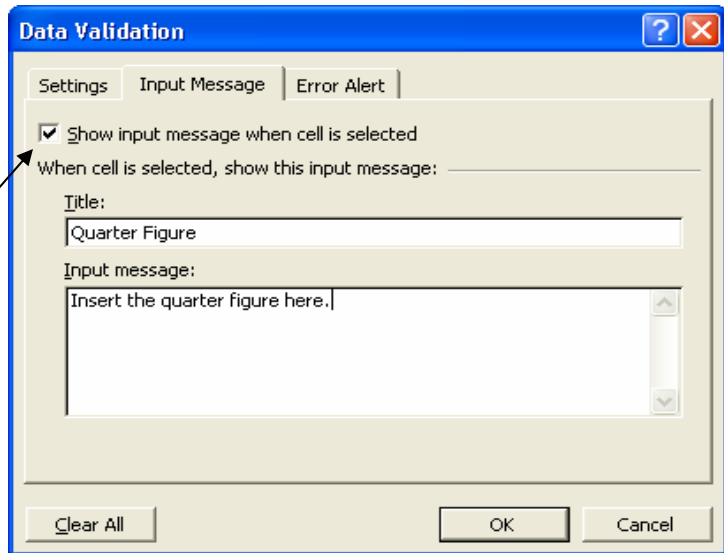 Data Validation
Settings Input Message Error Alert
Show input message when cell is selected
When cell is selected, show this input message:
Title:
Quarter Figure
Input message:
Insert the quarter figure here.
Clear All OK Cancel